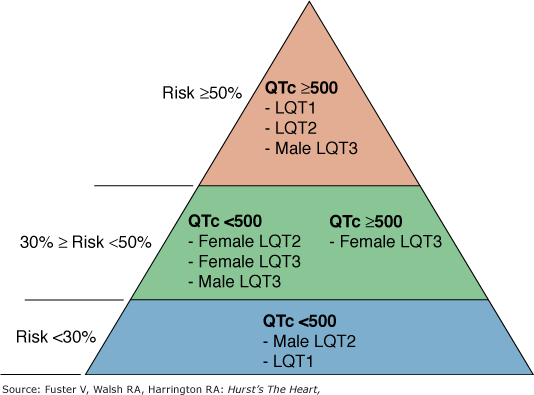 Risk ≥50%
QTc ≥500
- LQT1
- LQT2
- Male LQT3
30% ≥ Risk <50%
QTc <500
- Female LQT2
- Female LQT3
- Male LQT3
QTc ≥500
- Female LQT3
Risk <30%
QTc <500
- Male LQT2
- LQT1
Source: Fuster V, Walsh RA, Harrington RA: Hurst's The Heart,